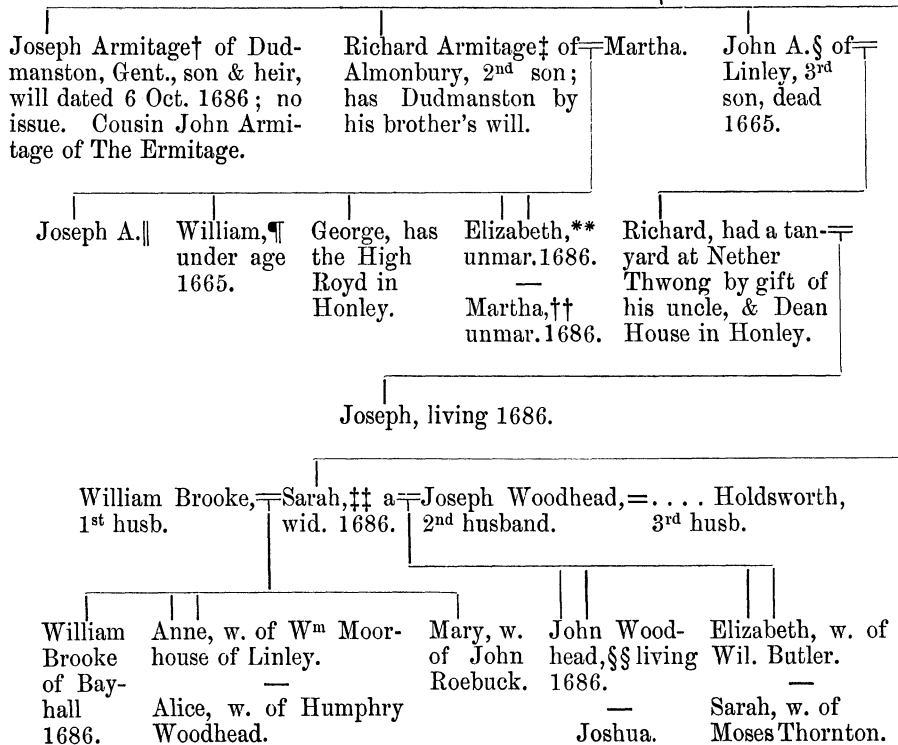 Joseph Armitage† of Dud-
manston, Gent., son & heir,
will dated 6 Oct. 1686; no
issue. Cousin John Armi-
tage of The Ermitage.
Richard Armitage‡ of=Martha.
Almonbury, 2nd son;
has Dudmanston by
his brother's will.
John A.§ of=
Linley, 3rd
son, dead
1665.
Joseph A.‖
William,¶
under age
1665.
George, has
the High
Royd in
Honley.
Elizabeth,**
unmar. 1686.
—
Martha,††
unmar. 1686.
Richard, had a tan-=
yard at Nether
Thwong by gift of
his uncle, & Dean
House in Honley.
Joseph, living 1686.
William Brooke,=Sarah,‡‡ a=Joseph Woodhead,=.... Holdsworth,
1st husb. wid. 1686. 2nd husband. 3rd husb.
William
Brooke
of Bay-
hall
1686.
Anne, w. of Wm Moor-
house of Linley.
—
Alice, w. of Humphry
Woodhead.
Mary, w.
of John
Roebuck.
John Wood-
head,§§ living
1686.
—
Joshua.
Elizabeth, w. of
Wil. Butler.
—
Sarah, w. of
Moses Thornton.